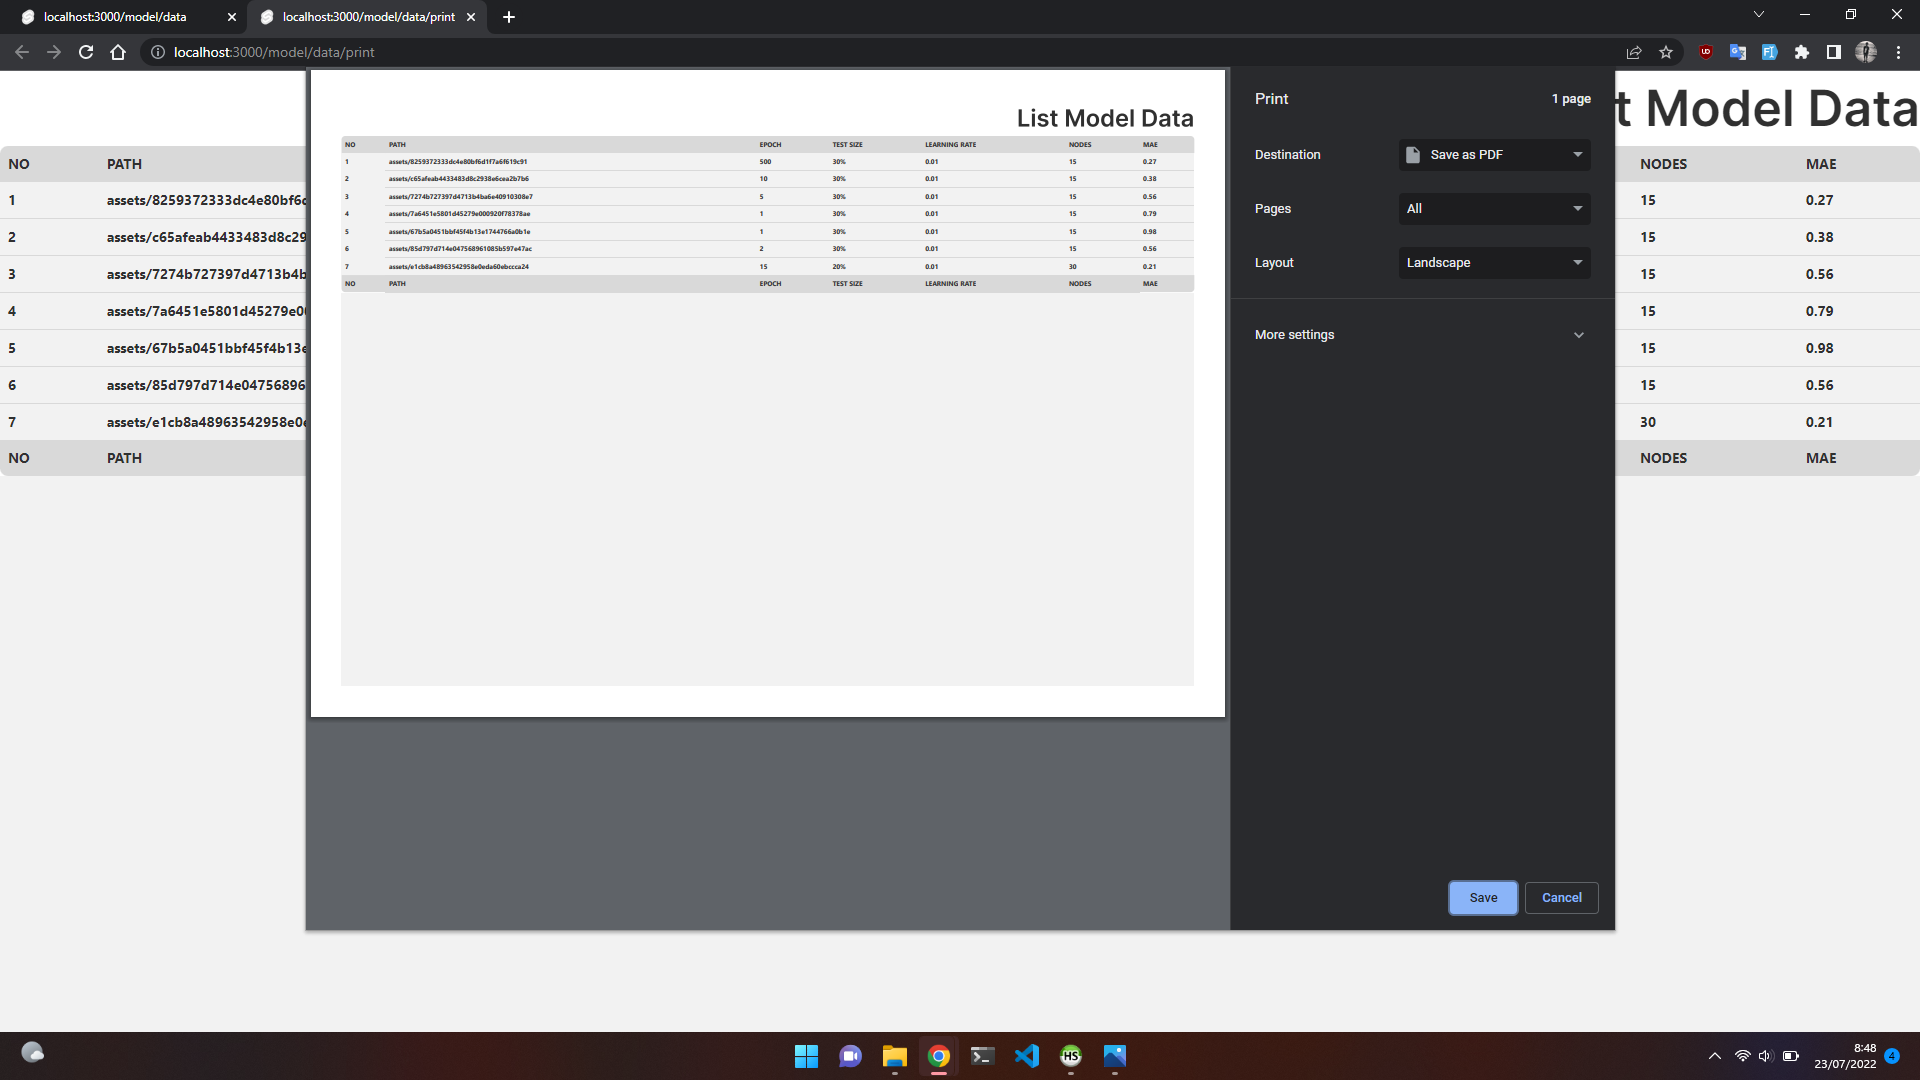 localhost:3000/model/data
localhost:3000/model/data/print
localhost:3000/model/data/print
List Model Data
NO PATH EPOCH TEST SIZE LEARNING RATE NODES MAE
1 assets/8259372333dc4e80bf6d1f7a6f619c91 500 30% 0.01 15 0.27
2 assets/c65afeab4433483d8c2938e6cea2b7b6 10 30% 0.01 15 0.38
3 assets/7274b727397d4713b4ba6e40910308e7 5 30% 0.01 15 0.56
4 assets/7a6451e5801d45279e000920f78378ae 1 30% 0.01 15 0.79
5 assets/67b5a0451bbf45f4b13e1744766a0b1e 1 30% 0.01 15 0.98
6 assets/85d797d714e047568961085b597e47ac 2 30% 0.01 15 0.56
7 assets/e1cb8a48963542958e0eda60ebccca24 15 20% 0.01 30 0.21
NO PATH EPOCH TEST SIZE LEARNING RATE NODES MAE
Print 1 page
Destination Save as PDF
Pages All
Layout Landscape
More settings
Save Cancel
t Model Data
NO PATH NODES MAE
1 assets/8259372333dc4e80bf6c 15 0.27
2 assets/c65afeab4433483d8c29 15 0.38
3 assets/7274b727397d4713b4b 15 0.56
4 assets/7a6451e5801d45279e0 15 0.79
5 assets/67b5a0451bbf45f4b13e 15 0.98
6 assets/85d797d714e04756896 15 0.56
7 assets/e1cb8a48963542958e0e 30 0.21
NO PATH NODES MAE
HS
8:48
23/07/2022
4